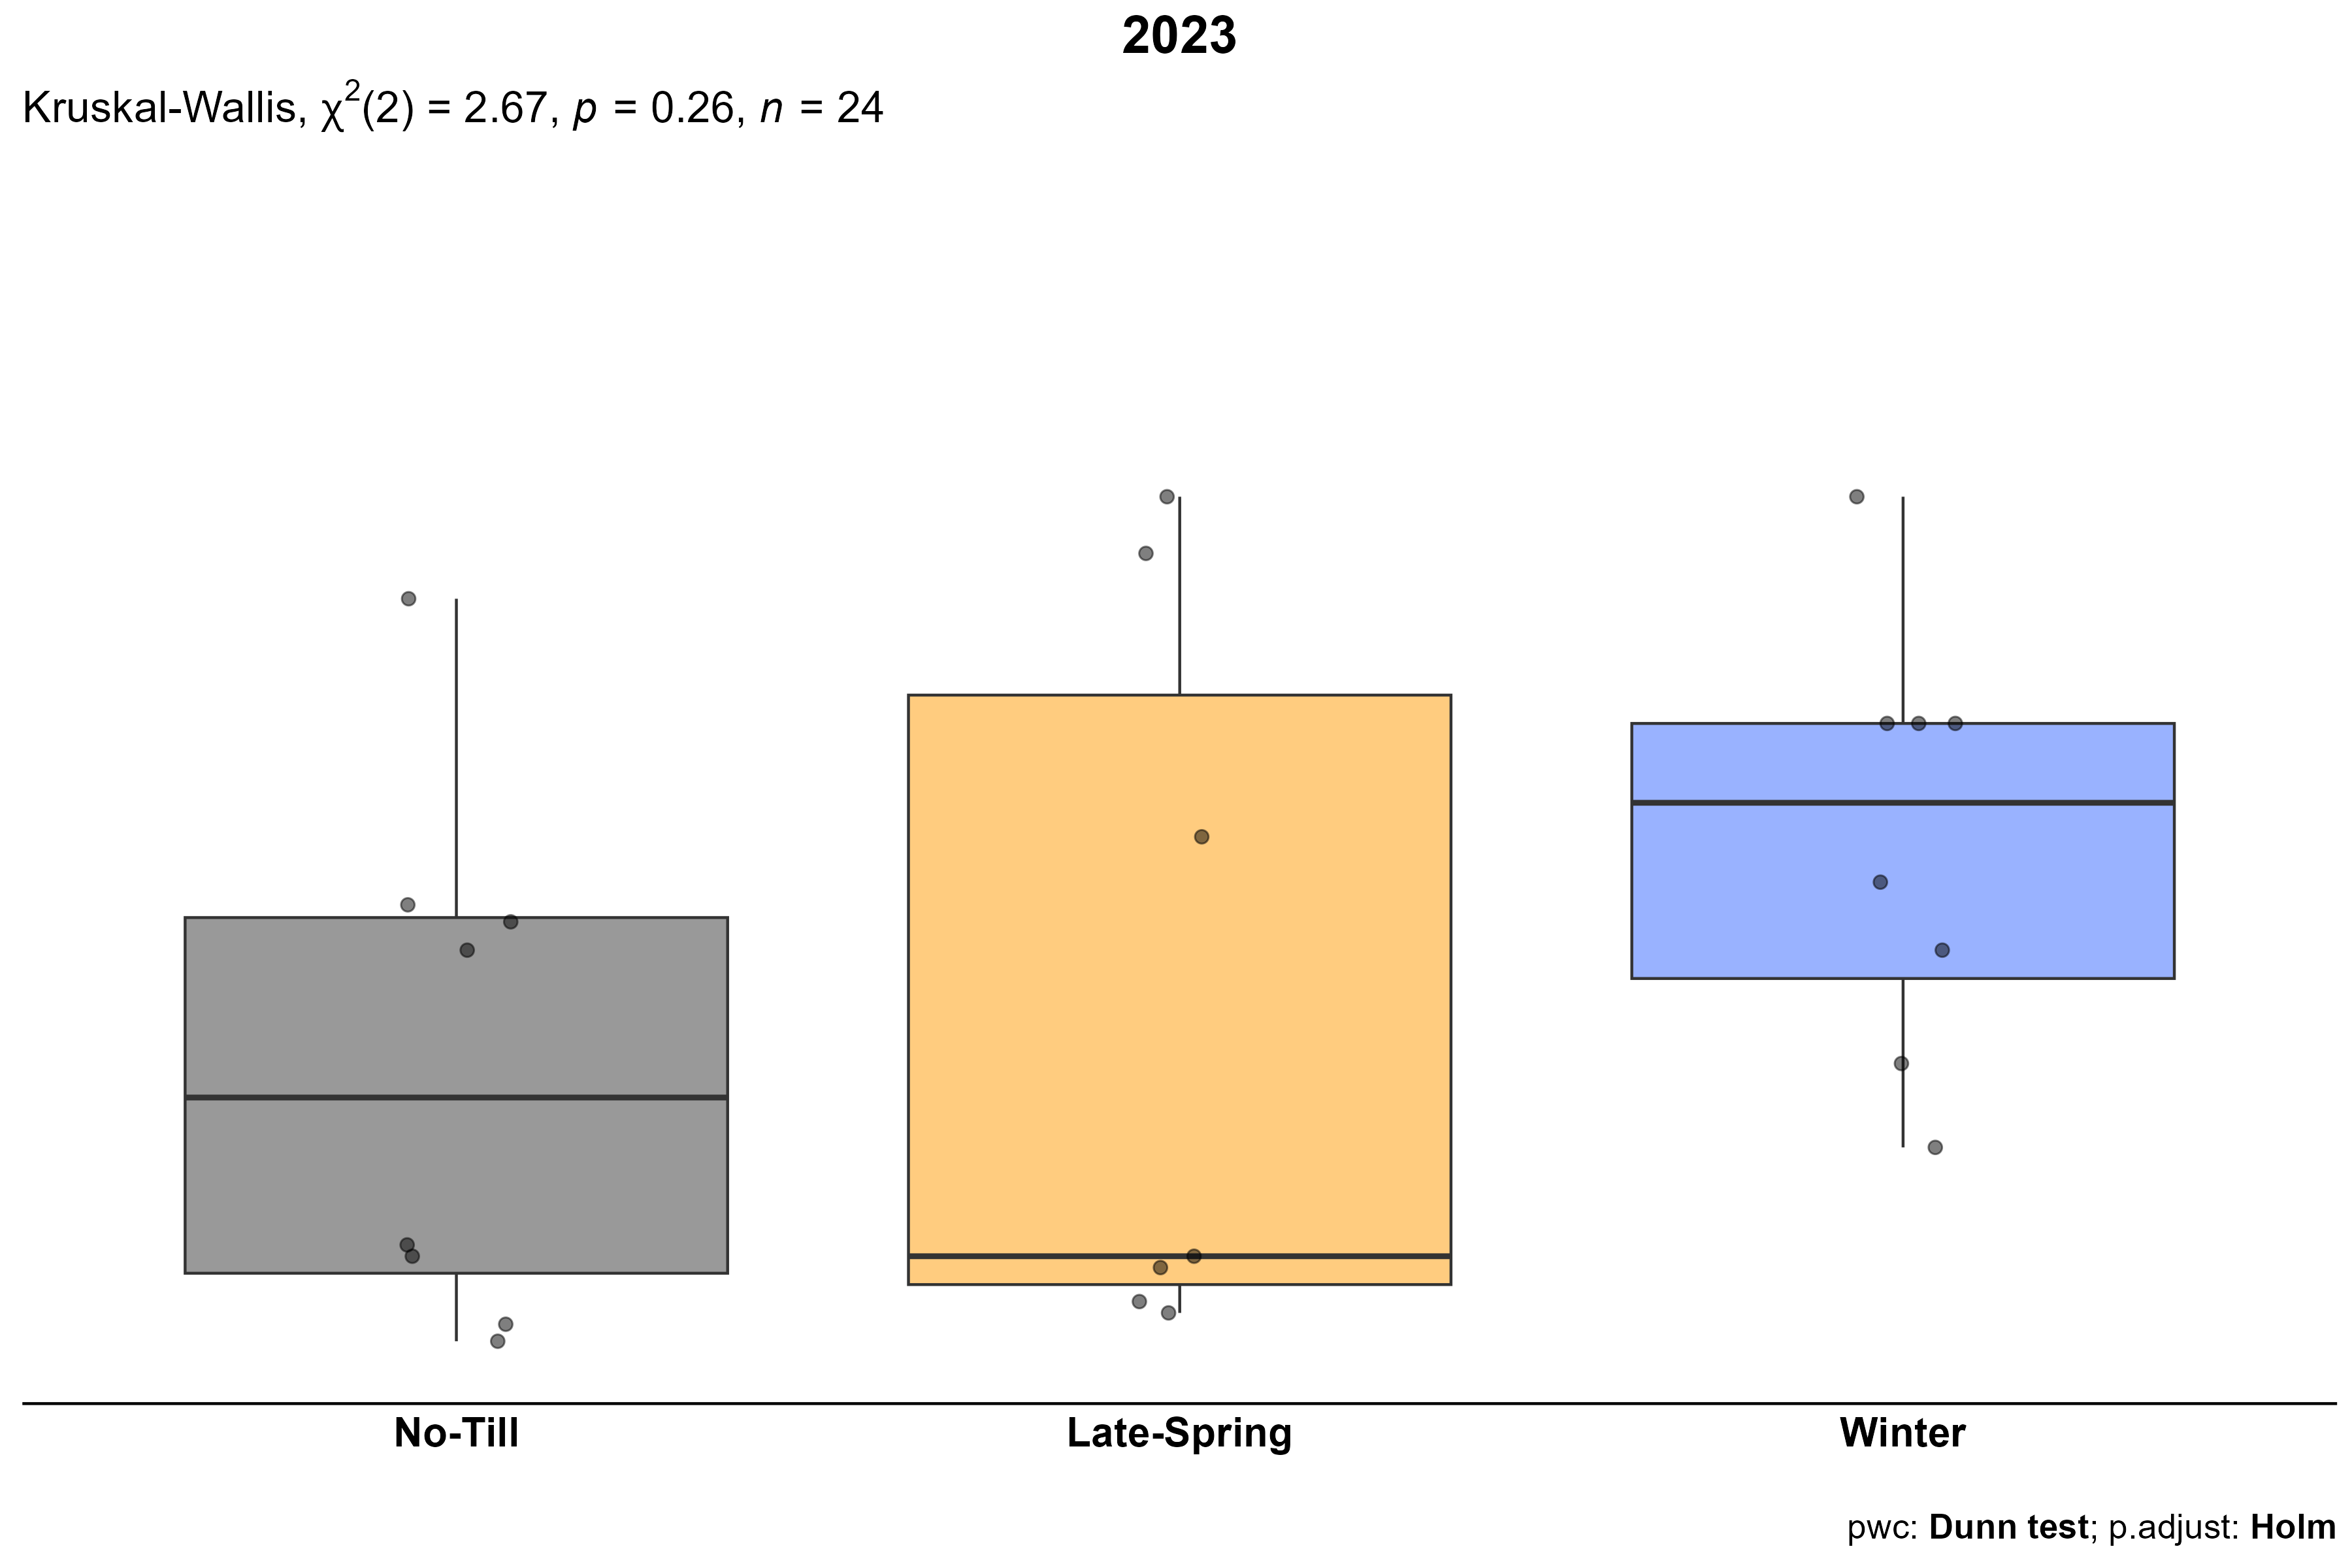 2023
Kruskal-Wallis, χ²(2) = 2.67, p = 0.26, n = 24
No-Till Late-Spring Winter
pwc: Dunn test; p.adjust: Holm